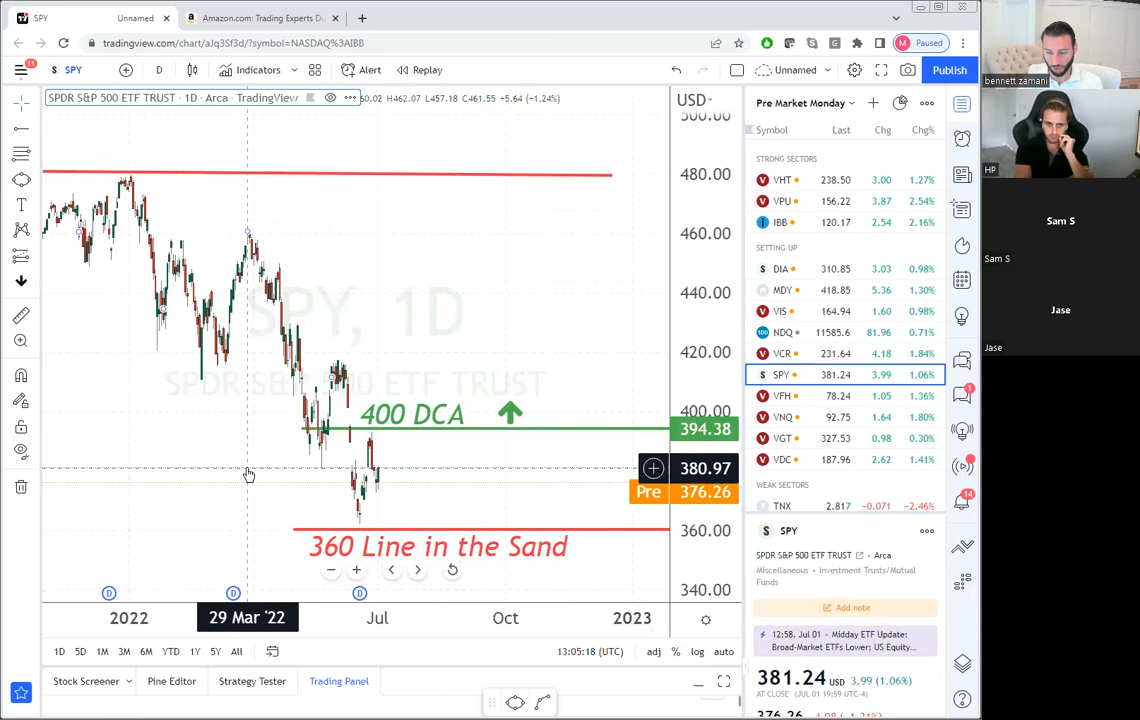 SPY
Unnamed
Amazon.com: Trading Experts D
tradingview.com/chart/aJq3Sf3d/?symbol=NASDAQ%3AIBB
M Paused
11
SPY
D
Indicators
Alert
Replay
Unnamed
Publish
SPDR S&P 500 ETF TRUST · 1D · Arca · TradingView
60.02 H462.07 L457.18 C461.55 +5.64 (+1.24%)
USD
500.00
480.00
460.00
440.00
420.00
400.00
394.38
380.97
Pre 376.26
360.00
340.00
SPY, 1D
SPDR S&P 500 ETF TRUST
400 DCA
360 Line in the Sand
D
D
D
2022
29 Mar '22
Jul
Oct
2023
1D 5D 1M 3M 6M YTD 1Y 5Y All
13:05:18 (UTC)
adj % log auto
Stock Screener
Pine Editor
Strategy Tester
Trading Panel
Pre Market Monday
Symbol Last Chg Chg%
STRONG SECTORS
VHT 238.50 3.00 1.27%
VPU 156.22 3.87 2.54%
IBB 120.17 2.54 2.16%
SETTING UP
DIA 310.85 3.03 0.98%
MDY 418.85 5.36 1.30%
VIS 164.94 1.60 0.98%
NDQ 11585.6 81.96 0.71%
VCR 231.64 4.18 1.84%
SPY 381.24 3.99 1.06%
VFH 78.24 1.05 1.36%
VNQ 92.75 1.64 1.80%
VGT 327.53 0.98 0.30%
VDC 187.96 2.62 1.41%
WEAK SECTORS
TNX 2.817 -0.071 -2.46%
SPY
SPDR S&P 500 ETF TRUST Arca
Miscellaneous • Investment Trusts/Mutual
Funds
Add note
12:58, Jul 01 • Midday ETF Update:
Broad-Market ETFs Lower; US Equity...
381.24 USD 3.99 (1.06%)
AT CLOSE (JUL 01 19:59 UTC-4)
376.26 -4.98 (-1.31%)
1
14
bennett zamani
HP
Sam S
Sam S
Jase
Jase